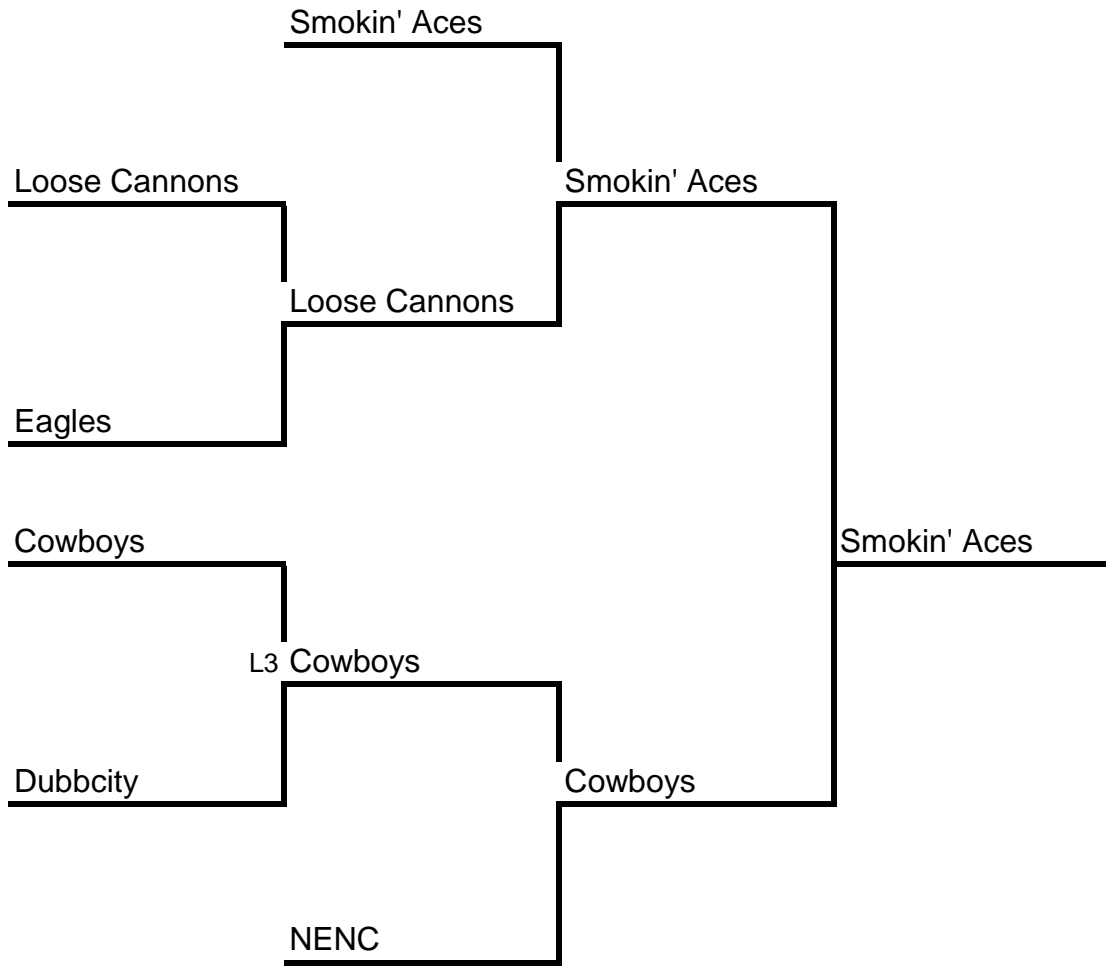 Smokin' Aces
Loose Cannons
Smokin' Aces
Loose Cannons
Eagles
Cowboys
Smokin' Aces
L3 Cowboys
Dubbcity
Cowboys
NENC